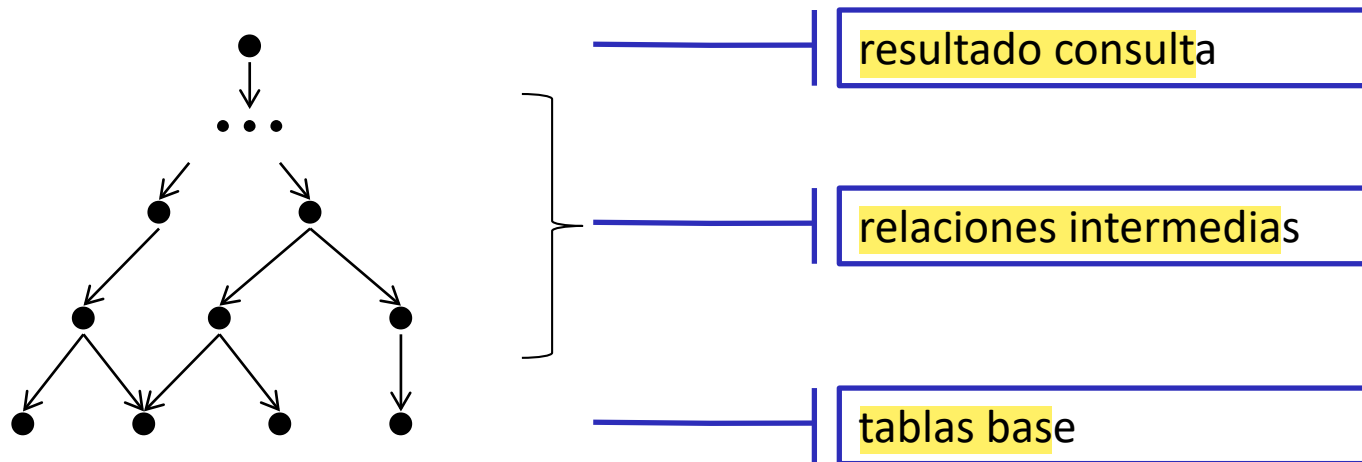 resultado consulta
relaciones intermedias
tablas base